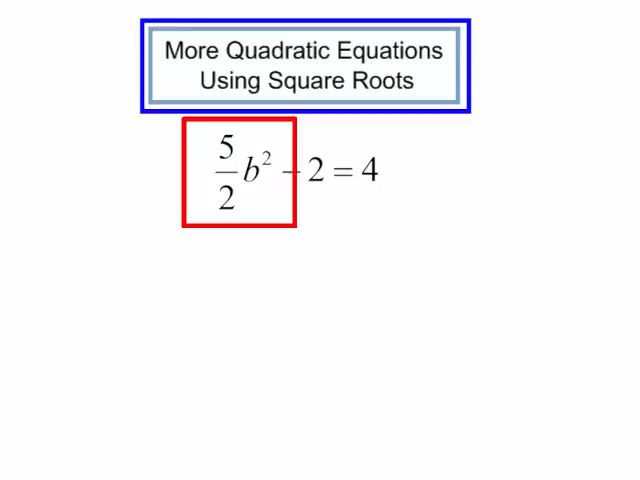 More Quadratic Equations
Using Square Roots
5/2 b² − 2 = 4